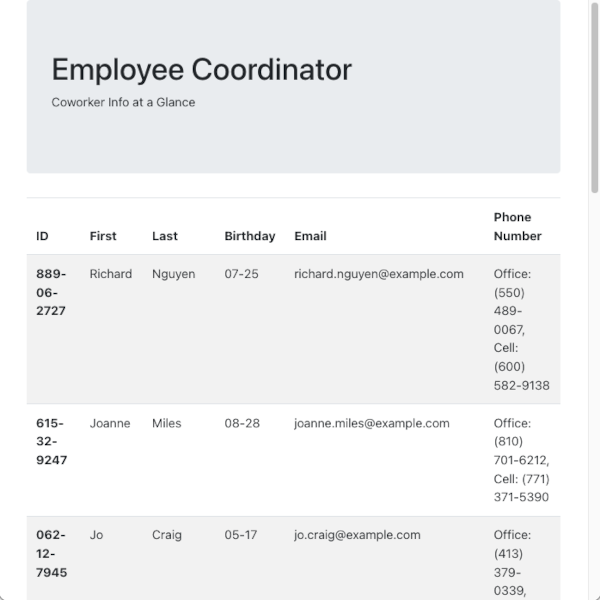 Employee Coordinator
Coworker Info at a Glance
ID First Last Birthday Email Phone Number
889-06-2727 Richard Nguyen 07-25 richard.nguyen@example.com Office: (550) 489-0067, Cell: (600) 582-9138
615-32-9247 Joanne Miles 08-28 joanne.miles@example.com Office: (810) 701-6212, Cell: (771) 371-5390
062-12-7945 Jo Craig 05-17 jo.craig@example.com Office: (413) 379-0339,